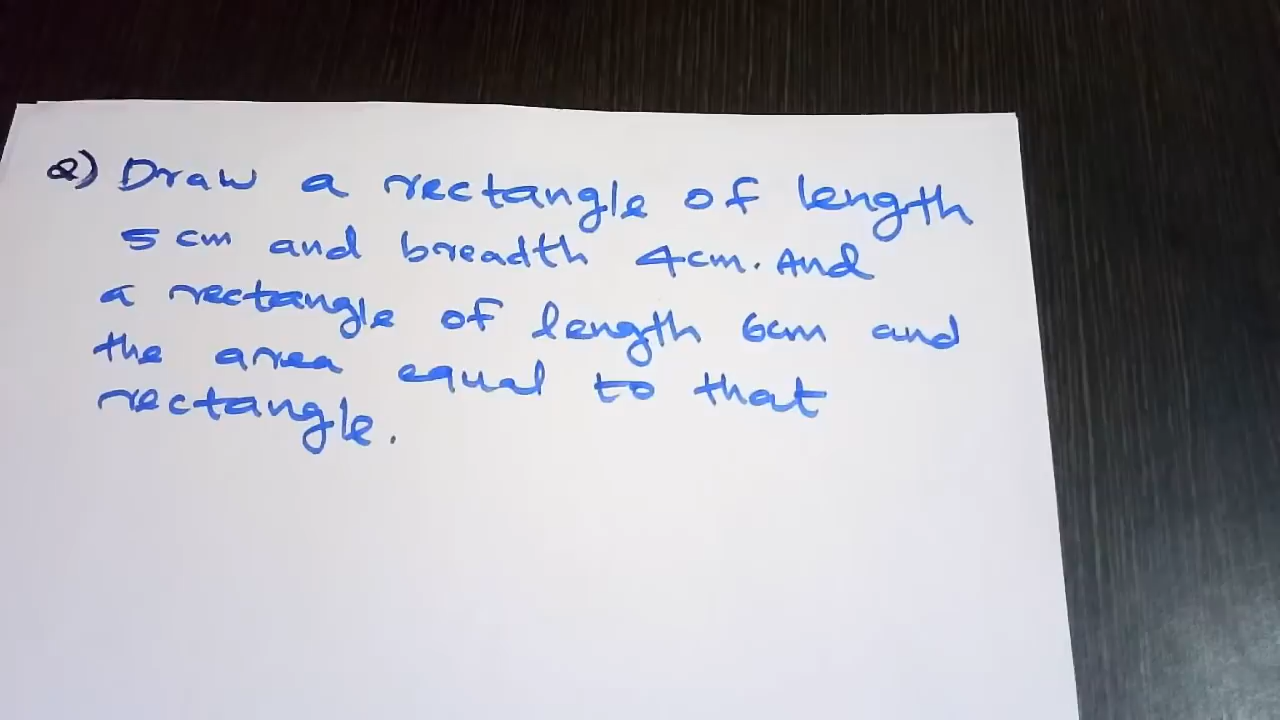 Q) Draw a rectangle of length
5 cm and breadth 4cm. And
a rectangle of length 6cm and
the area equal to that
rectangle.